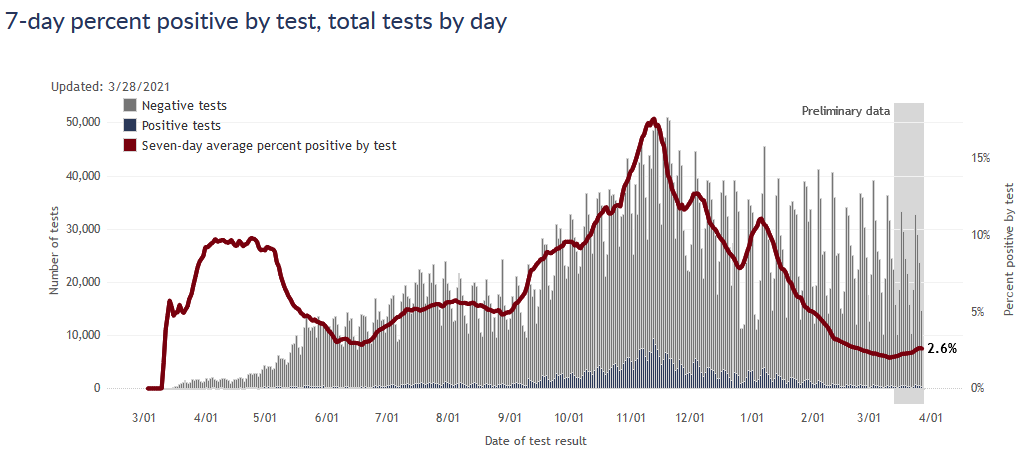 7-day percent positive by test, total tests by day
Updated: 3/28/2021
Negative tests
Positive tests
Seven-day average percent positive by test
Preliminary data
50,000
40,000
30,000
20,000
10,000
0
Number of tests
15%
10%
5%
0%
Percent positive by test
2.6%
3/01 4/01 5/01 6/01 7/01 8/01 9/01 10/01 11/01 12/01 1/01 2/01 3/01 4/01
Date of test result